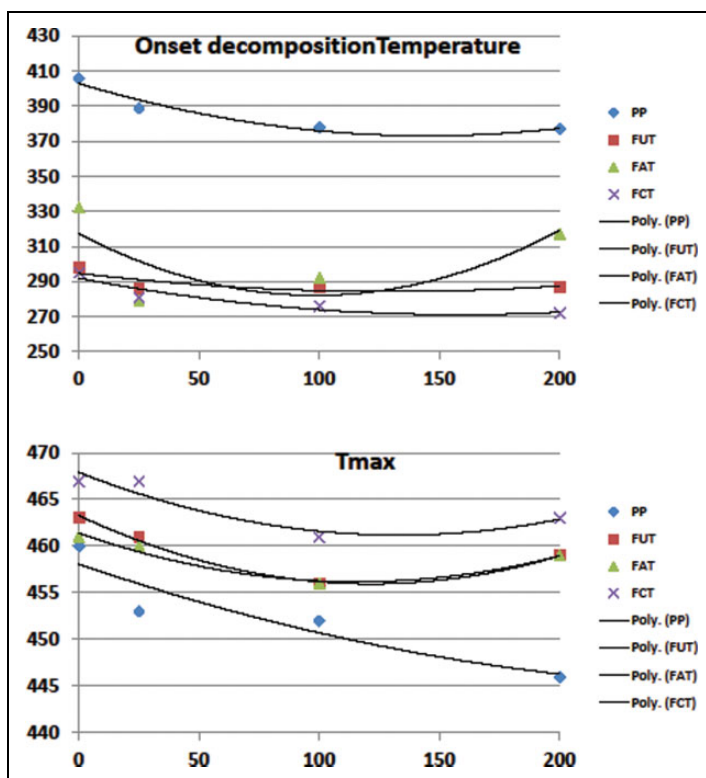 Onset decompositionTemperature
430
410
390
370
350
330
310
290
270
250
0 50 100 150 200
PP
FUT
FAT
FCT
Poly. (PP)
Poly. (FUT)
Poly. (FAT)
Poly. (FCT)
Tmax
470
465
460
455
450
445
440
0 50 100 150 200
PP
FUT
FAT
FCT
Poly. (PP)
Poly. (FUT)
Poly. (FAT)
Poly. (FCT)